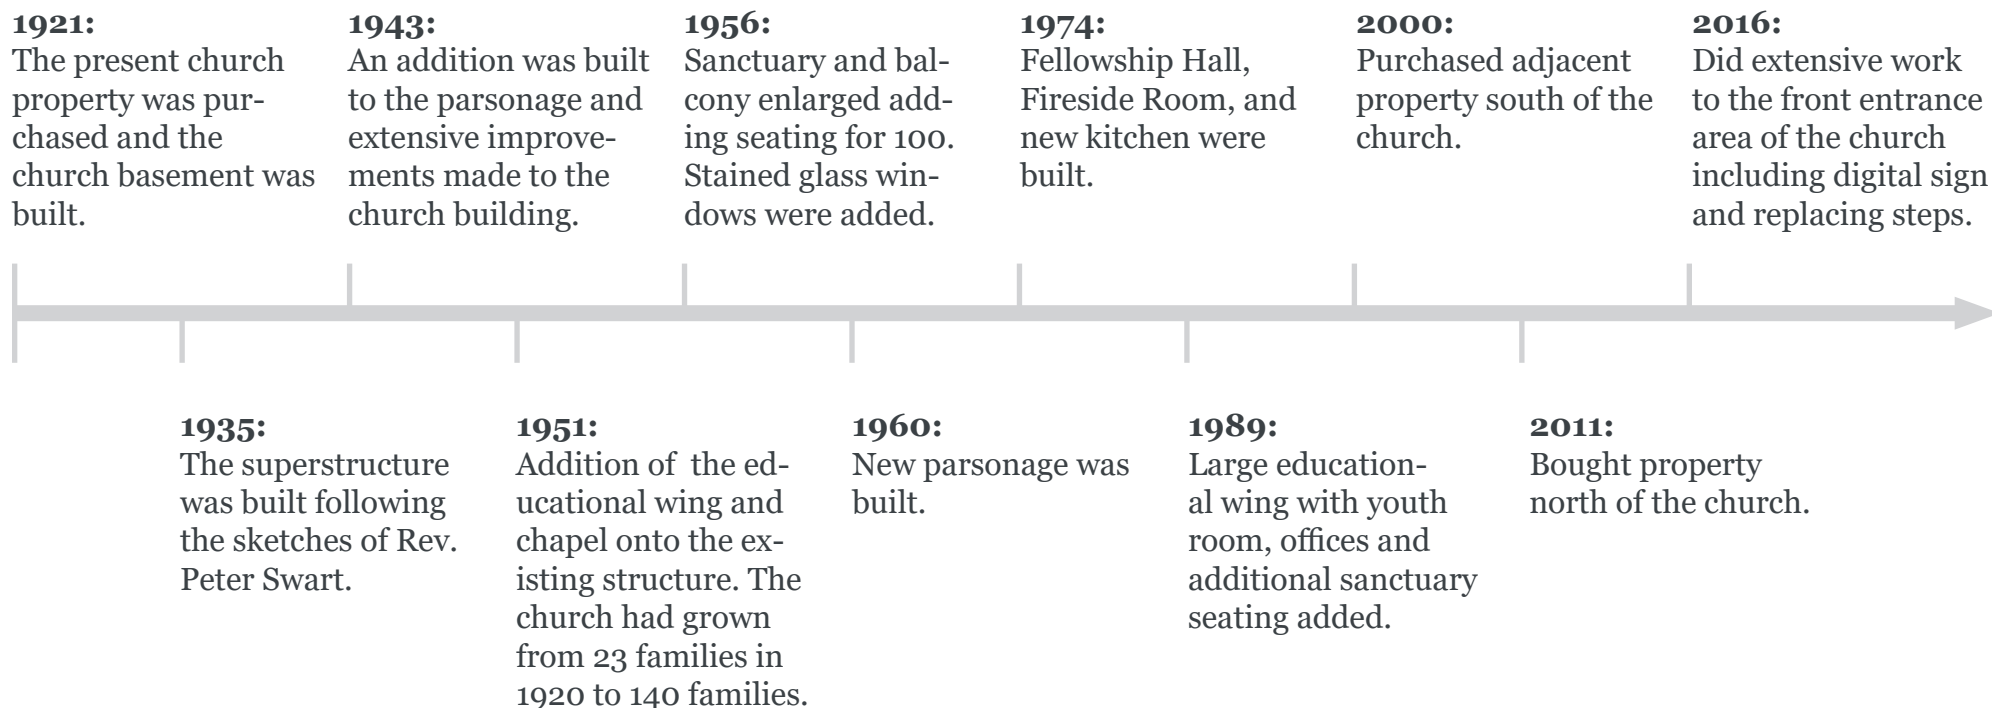 1921:
The present church
property was pur-
chased and the
church basement was
built.
1943:
An addition was built
to the parsonage and
extensive improve-
ments made to the
church building.
1956:
Sanctuary and bal-
cony enlarged add-
ing seating for 100.
Stained glass win-
dows were added.
1974:
Fellowship Hall,
Fireside Room, and
new kitchen were
built.
2000:
Purchased adjacent
property south of the
church.
2016:
Did extensive work
to the front entrance
area of the church
including digital sign
and replacing steps.
1935:
The superstructure
was built following
the sketches of Rev.
Peter Swart.
1951:
Addition of  the ed-
ucational wing and
chapel onto the ex-
isting structure. The
church had grown
from 23 families in
1920 to 140 families.
1960:
New parsonage was
built.
1989:
Large education-
al wing with youth
room, offices and
additional sanctuary
seating added.
2011:
Bought property
north of the church.